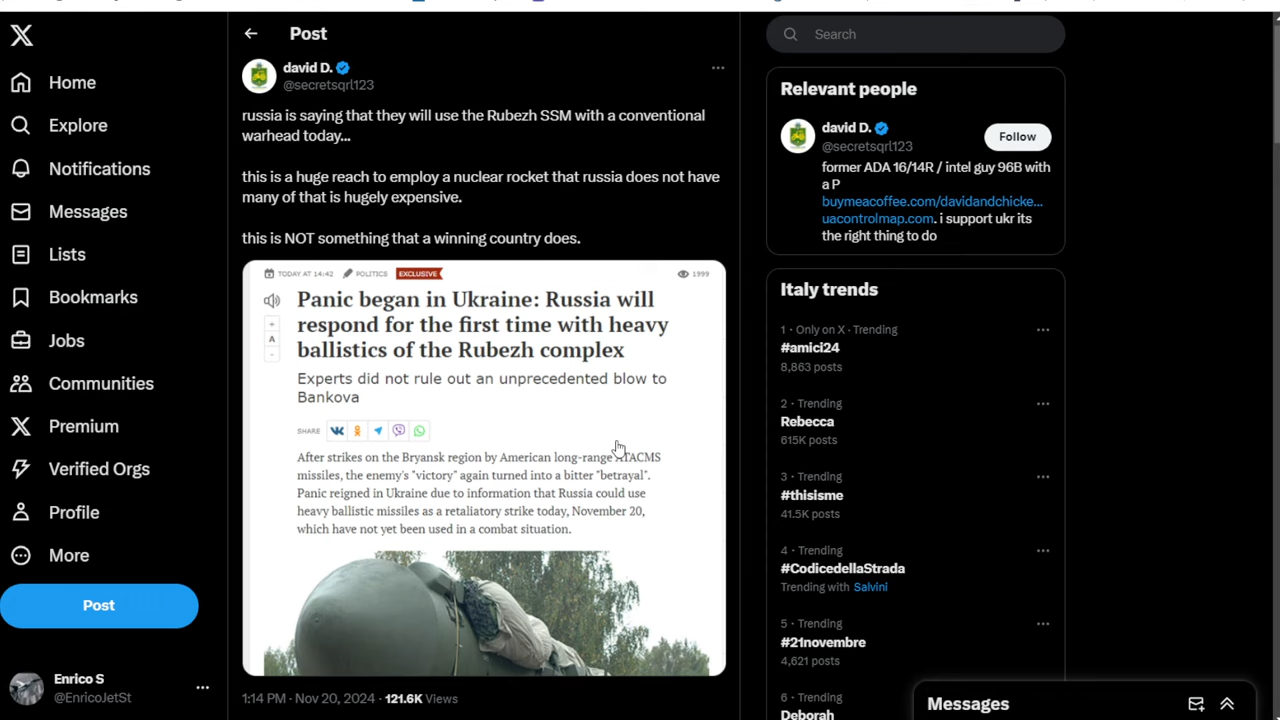 Post
david D.
@secretsqrl123
russia is saying that they will use the Rubezh SSM with a conventional
warhead today...
this is a huge reach to employ a nuclear rocket that russia does not have
many of that is hugely expensive.
this is NOT something that a winning country does.
TODAY AT 14:42 POLITICS EXCLUSIVE 1999
Panic began in Ukraine: Russia will
respond for the first time with heavy
ballistics of the Rubezh complex
+
A
-
Experts did not rule out an unprecedented blow to
Bankova
SHARE
After strikes on the Bryansk region by American long-range ATACMS
missiles, the enemy's "victory" again turned into a bitter "betrayal".
Panic reigned in Ukraine due to information that Russia could use
heavy ballistic missiles as a retaliatory strike today, November 20,
which have not yet been used in a combat situation.
1:14 PM · Nov 20, 2024 · 121.6K Views
Home
Explore
Notifications
Messages
Lists
Bookmarks
Jobs
Communities
Premium
Verified Orgs
Profile
More
Post
Enrico S
@EnricoJetSt
Search
Relevant people
david D.
@secretsqrl123
Follow
former ADA 16/14R / intel guy 96B with
a P
buymeacoffee.com/davidandchicke...
uacontrolmap.com. i support ukr its
the right thing to do
Italy trends
1 · Only on X · Trending
#amici24
8,863 posts
2 · Trending
Rebecca
615K posts
3 · Trending
#thisisme
41.5K posts
4 · Trending
#CodicedellaStrada
Trending with Salvini
5 · Trending
#21novembre
4,621 posts
6 · Trending
Deborah
Messages